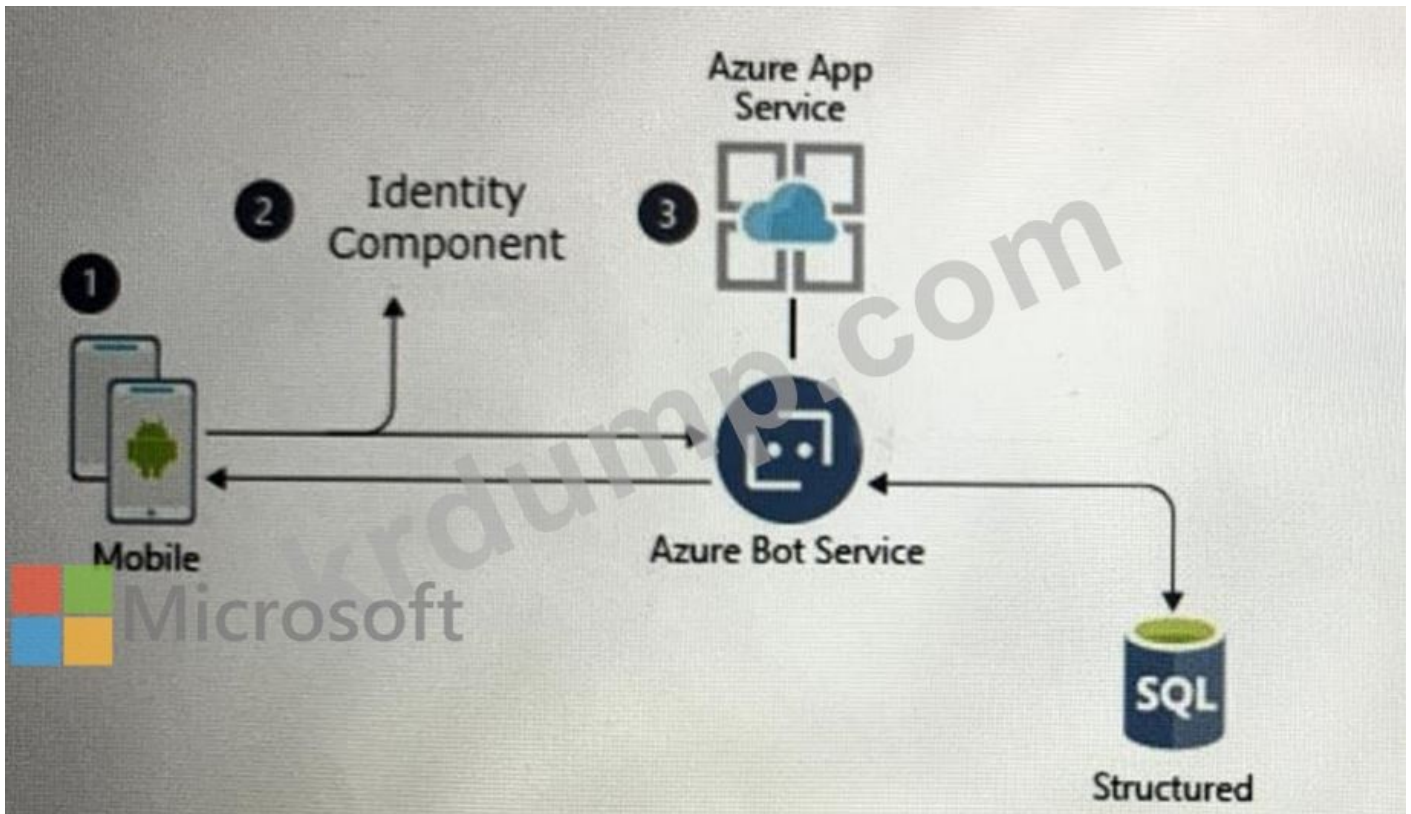 Azure App
Service
2
Identity
Component
3
1
Mobile
Azure Bot Service
Microsoft
SQL
Structured
krdump.com